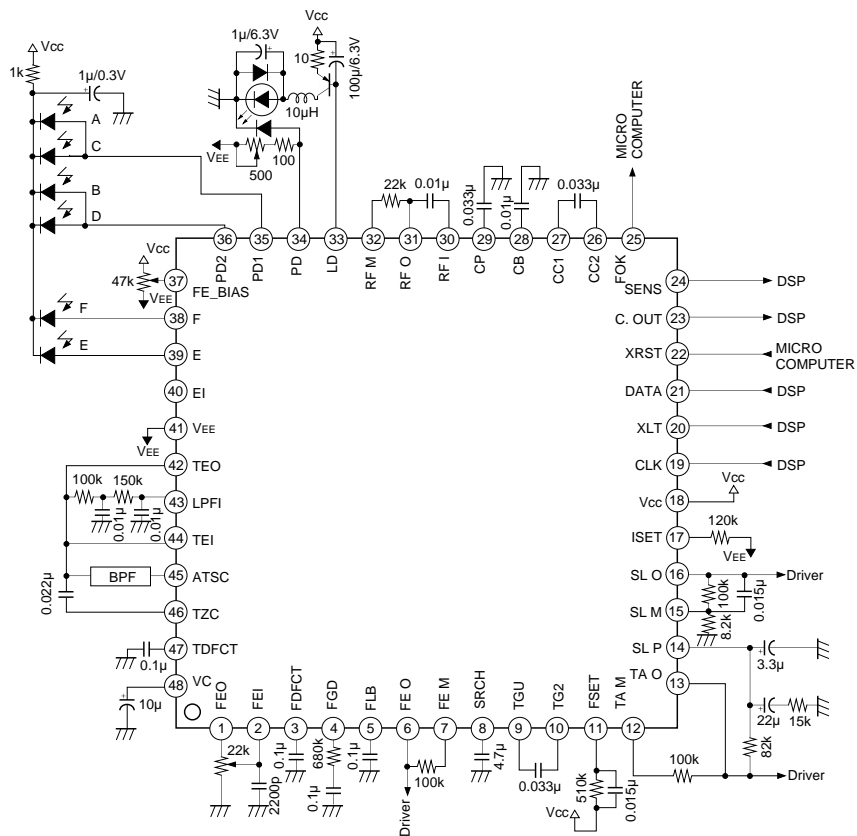 Vcc
1k
1μ/0.3V
A
C
B
D
1μ/6.3V
Vcc
10
100μ/6.3V
10μH
VEE
500
100
22k
0.01μ
0.033μ
0.01μ
0.033μ
MICRO
COMPUTER
36
35
34
33
32
31
30
29
28
27
26
25
PD2
PD1
PD
LD
RF M
RF O
RF I
CP
CB
CC1
CC2
FOK
Vcc
47k
VEE
37
FE_BIAS
F
38
F
E
39
E
40
EI
41
VEE
VEE
42
TEO
100k
150k
0.01μ
0.01μ
43
LPFI
44
TEI
BPF
45
ATSC
0.022μ
46
TZC
47
TDFCT
0.1μ
48
VC
10μ
SENS
24
DSP
C. OUT
23
DSP
XRST
22
MICRO
COMPUTER
DATA
21
DSP
XLT
20
DSP
CLK
19
DSP
Vcc
18
Vcc
ISET
17
120k
VEE
SL O
16
Driver
100k
0.015μ
SL M
15
8.2k
SL P
14
3.3μ
TA O
13
22μ
15k
82k
FEO
FEI
FDFCT
FGD
FLB
FE O
FE M
SRCH
TGU
TG2
FSET
TA M
1
2
3
4
5
6
7
8
9
10
11
12
22k
2200p
0.1μ
680k
0.1μ
0.1μ
100k
Driver
4.7μ
0.033μ
510k
0.015μ
Vcc
100k
Driver